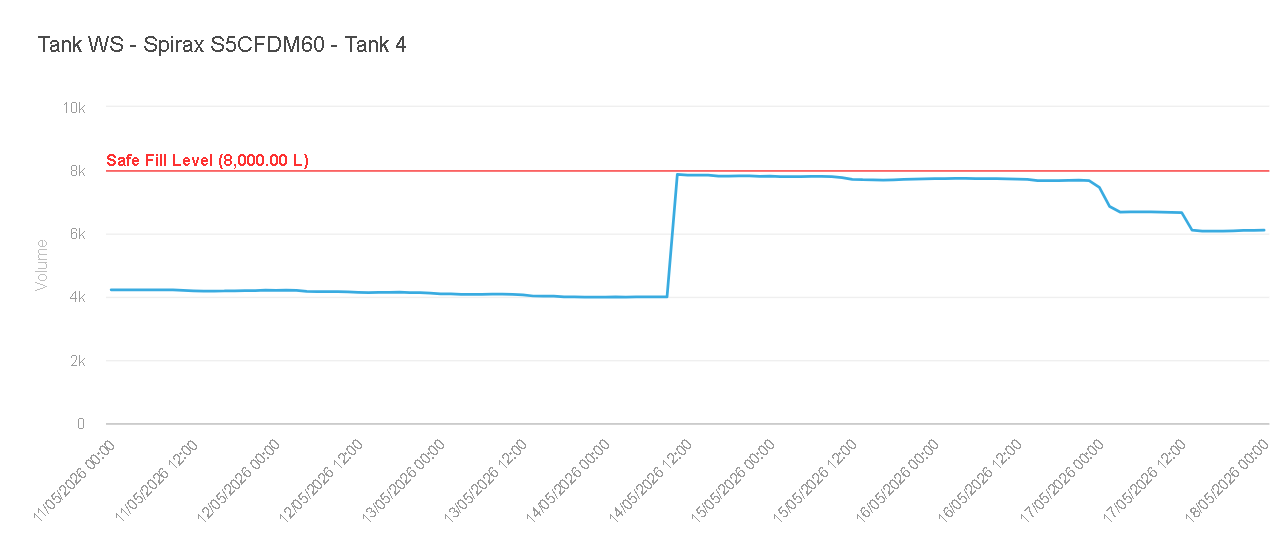 Tank WS - Spirax S5CFDM60 - Tank 4
10k
Safe Fill Level (8,000.00 L)
8k
6k
Volume
4k
2k
0
11/05/2026 00:00
11/05/2026 12:00
12/05/2026 00:00
12/05/2026 12:00
13/05/2026 00:00
13/05/2026 12:00
14/05/2026 00:00
14/05/2026 12:00
15/05/2026 00:00
15/05/2026 12:00
16/05/2026 00:00
16/05/2026 12:00
17/05/2026 00:00
17/05/2026 12:00
18/05/2026 00:00